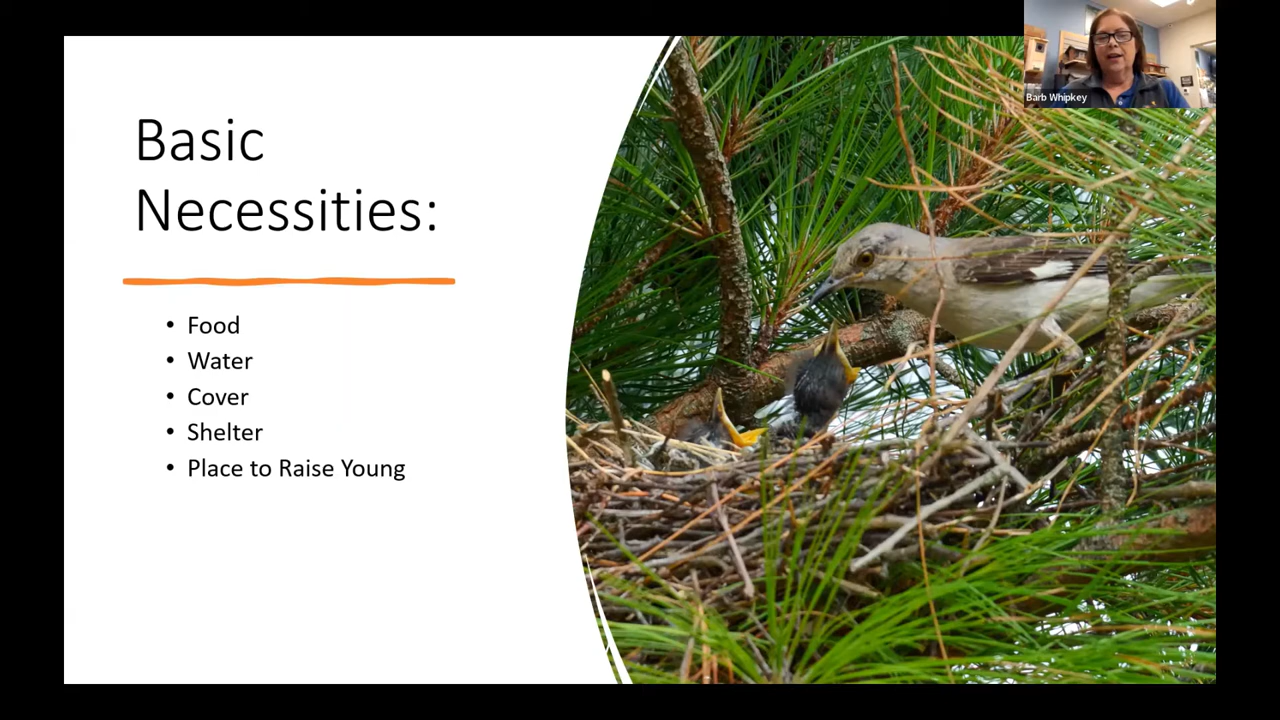 Basic
Necessities:
• Food
• Water
• Cover
• Shelter
• Place to Raise Young
Barb Whipkey